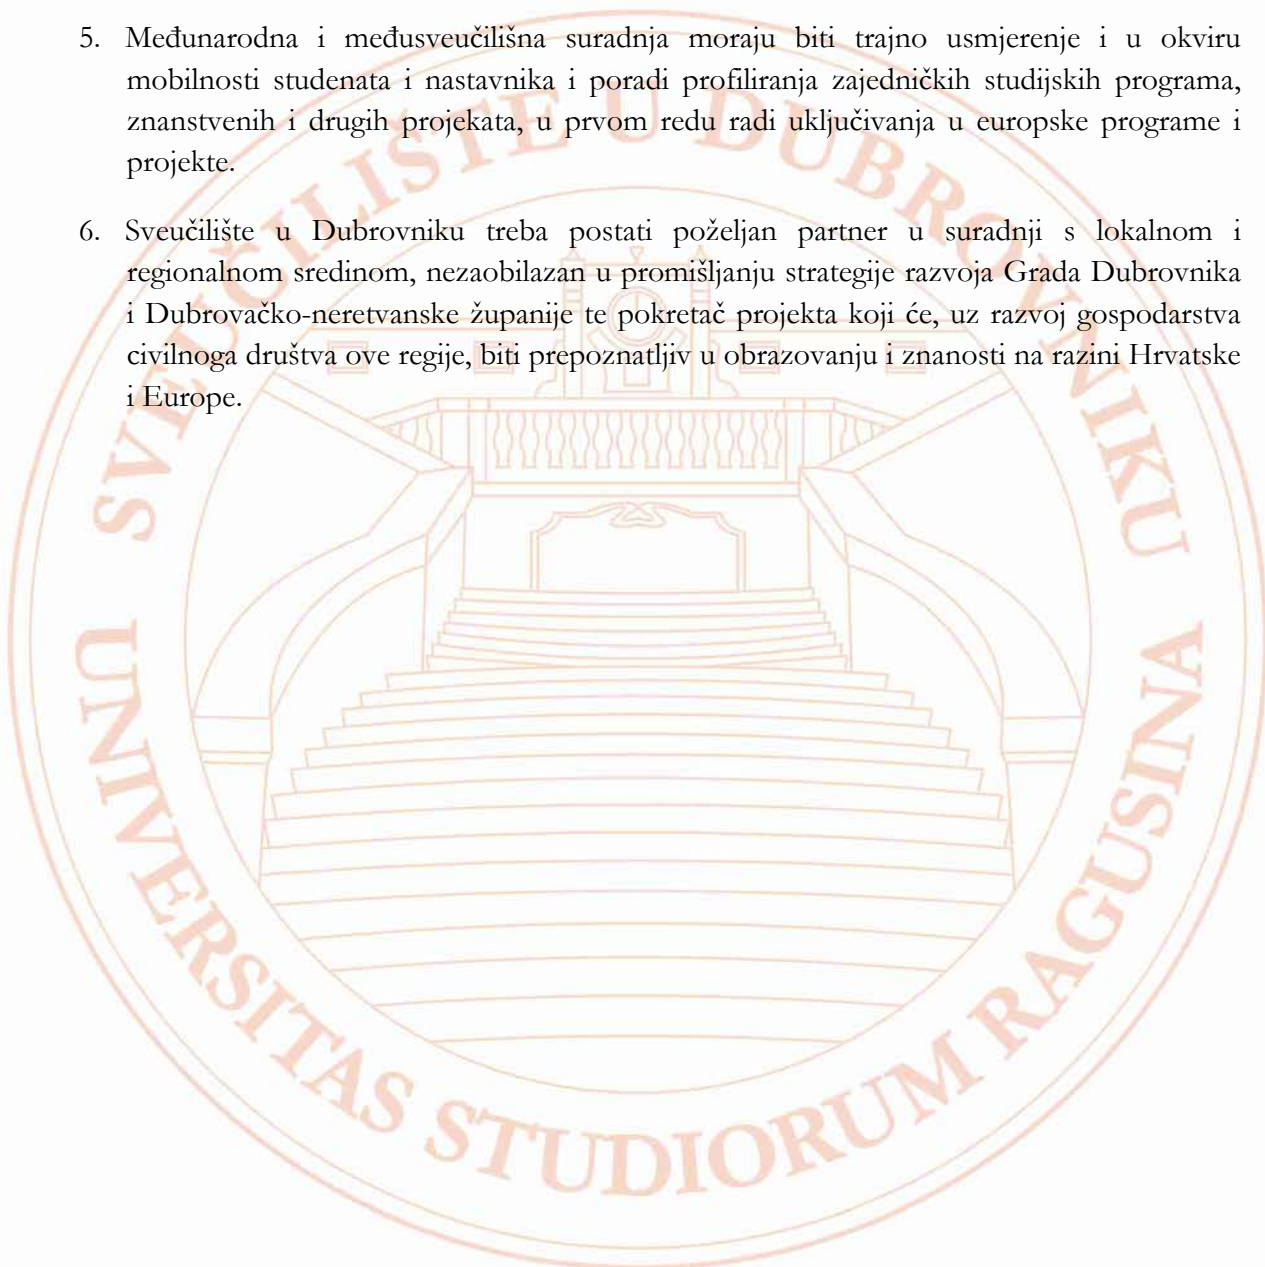 5. Međunarodna i međusveučilišna suradnja moraju biti trajno usmjerenje i u okviru
mobilnosti studenata i nastavnika i poradi profiliranja zajedničkih studijskih programa,
znanstvenih i drugih projekata, u prvom redu radi uključivanja u europske programe i
projekte.
6. Sveučilište u Dubrovniku treba postati poželjan partner u suradnji s lokalnom i
regionalnom sredinom, nezaobilazan u promišljanju strategije razvoja Grada Dubrovnika
i Dubrovačko-neretvanske županije te pokretač projekta koji će, uz razvoj gospodarstva
civilnoga društva ove regije, biti prepoznatljiv u obrazovanju i znanosti na razini Hrvatske
i Europe.
SVEUČILIŠTE U DUBROVNIKU
UNIVERSITAS STUDIORUM RAGUSINA